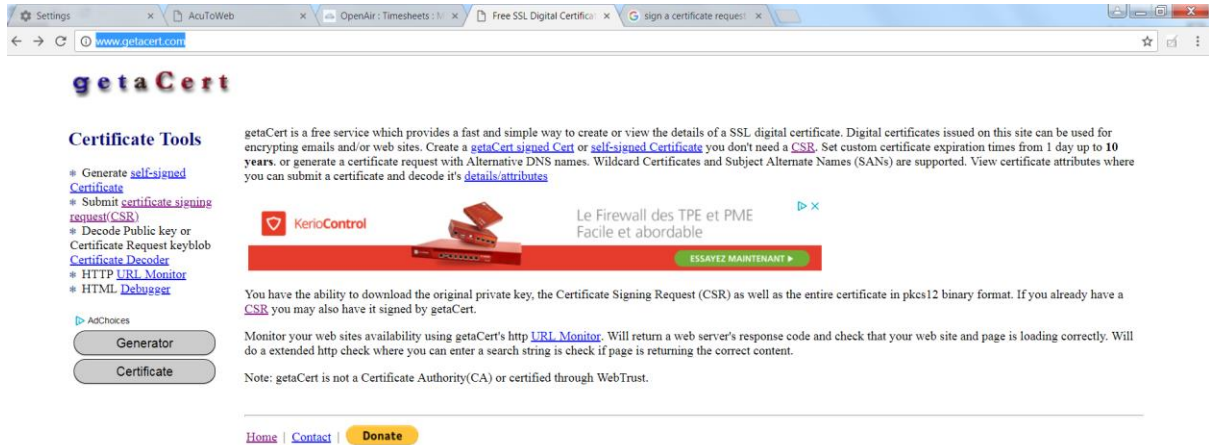 Settings
AcuToWeb
OpenAir : Timesheets :
Free SSL Digital Certifica
sign a certificate request
www.getacert.com
getaCert
Certificate Tools
Generate self-signed
Certificate
Submit certificate signing
request(CSR)
Decode Public key or
Certificate Request keyblob
Certificate Decoder
HTTP URL Monitor
HTML Debugger
AdChoices
Generator
Certificate
getaCert is a free service which provides a fast and simple way to create or view the details of a SSL digital certificate. Digital certificates issued on this site can be used for
encrypting emails and/or web sites. Create a getaCert signed Cert or self-signed Certificate you don't need a CSR. Set custom certificate expiration times from 1 day up to 10
years. or generate a certificate request with Alternative DNS names. Wildcard Certificates and Subject Alternate Names (SANs) are supported. View certificate attributes where
you can submit a certificate and decode it's details/attributes
KerioControl
Le Firewall des TPE et PME
Facile et abordable
ESSAYEZ MAINTENANT
You have the ability to download the original private key, the Certificate Signing Request (CSR) as well as the entire certificate in pkcs12 binary format. If you already have a
CSR you may also have it signed by getaCert.
Monitor your web sites availability using getaCert's http URL Monitor. Will return a web server's response code and check that your web site and page is loading correctly. Will
do a extended http check where you can enter a search string is check if page is returning the correct content.
Note: getaCert is not a Certificate Authority(CA) or certified through WebTrust.
Home | Contact | Donate